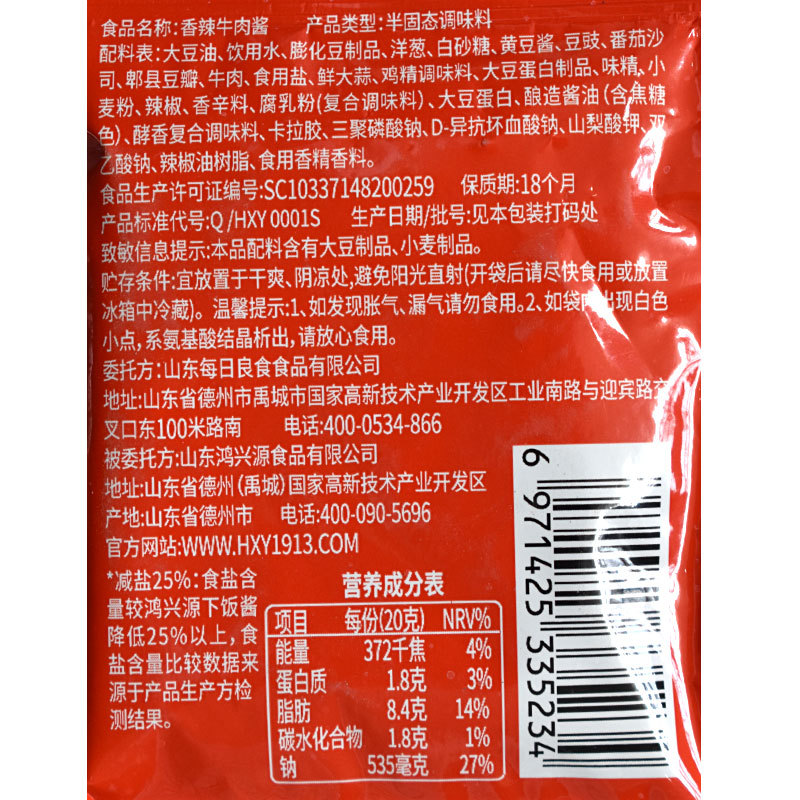 食品名称:香辣牛肉酱 产品类型:半固态调味料
配料表:大豆油、饮用水、膨化豆制品、洋葱、白砂糖、黄豆酱、豆豉、番茄沙
司、郫县豆瓣、牛肉、食用盐、鲜大蒜、鸡精调味料、大豆蛋白制品、味精、小
麦粉、辣椒、香辛料、腐乳粉(复合调味料)、大豆蛋白、酿造酱油(含焦糖
色)、酵香复合调味料、卡拉胶、三聚磷酸钠、D-异抗坏血酸钠、山梨酸钾、双
乙酸钠、辣椒油树脂、食用香精香料。
食品生产许可证编号:SC10337148200259 保质期:18个月
产品标准代号:Q/HXY 0001S 生产日期/批号:见本包装打码处
致敏信息提示:本品配料含有大豆制品、小麦制品。
贮存条件:宜放置于干爽、阴凉处,避免阳光直射(开袋后请尽快食用或放置
冰箱中冷藏)。温馨提示:1、如发现胀气、漏气请勿食用。2、如袋内出现白色
小点,系氨基酸结晶析出,请放心食用。
委托方:山东每日良食食品有限公司
地址:山东省德州市禹城市国家高新技术产业开发区工业南路与迎宾路交
叉口东100米路南 电话:400-0534-866
被委托方:山东鸿兴源食品有限公司
地址:山东省德州(禹城)国家高新技术产业开发区
产地:山东省德州市 电话:400-090-5696
官方网站:WWW.HXY1913.COM
*减盐25%:食盐含
量较鸿兴源下饭酱
降低25%以上,食
盐含量比较数据来
源于产品生产方检
测结果。
营养成分表
项目 每份(20克) NRV%
能量 372千焦 4%
蛋白质 1.8克 3%
脂肪 8.4克 14%
碳水化合物 1.8克 1%
钠 535毫克 27%
6 971425 335234